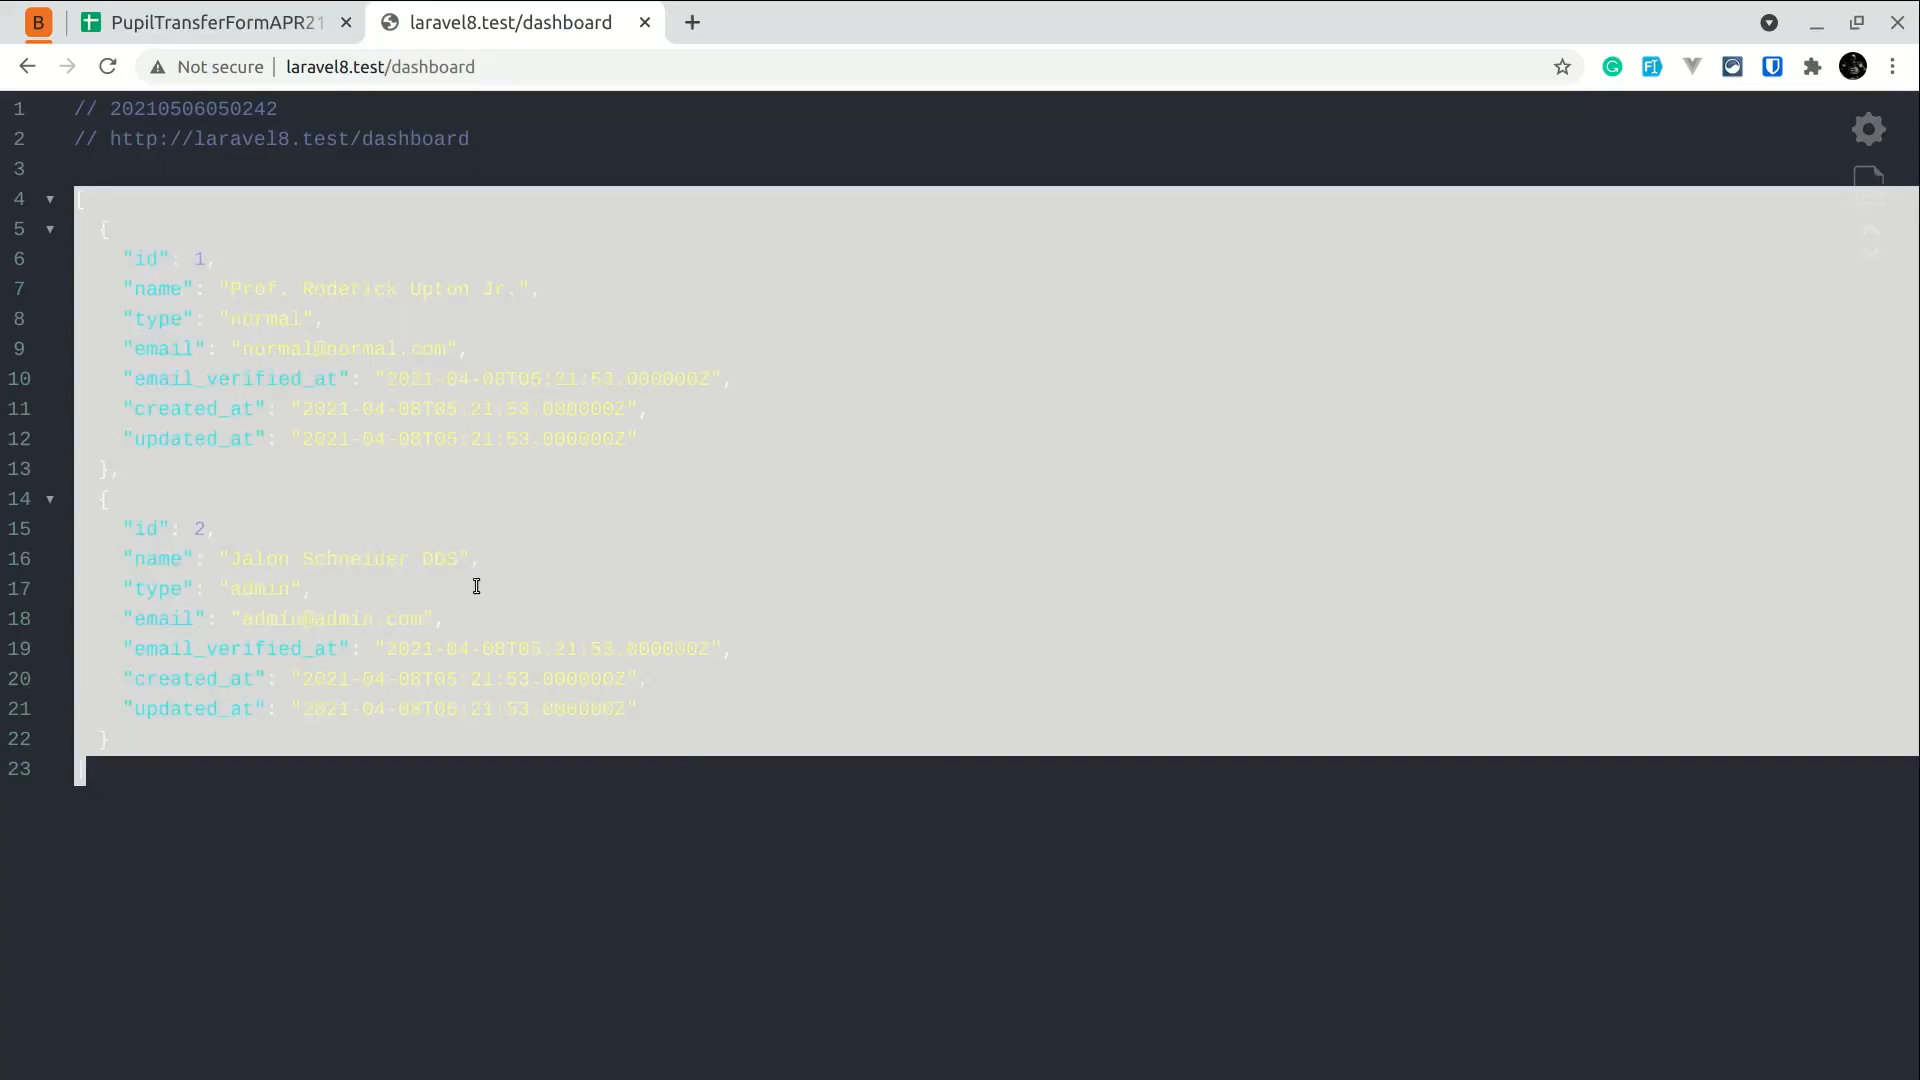 B
PupilTransferFormAPR21
laravel8.test/dashboard
Not secure
laravel8.test/dashboard
1 // 20210506050242
2 // http://laravel8.test/dashboard
3
4 [
5 {
6 "id": 1,
7 "name": "Prof. Roderick Upton Jr.",
8 "type": "normal",
9 "email": "normal@normal.com",
10 "email_verified_at": "2021-04-08T05:21:53.000000Z",
11 "created_at": "2021-04-08T05:21:53.000000Z",
12 "updated_at": "2021-04-08T05:21:53.000000Z"
13 },
14 {
15 "id": 2,
16 "name": "Jalon Schneider DDS",
17 "type": "admin",
18 "email": "admin@admin.com",
19 "email_verified_at": "2021-04-08T05:21:53.000000Z",
20 "created_at": "2021-04-08T05:21:53.000000Z",
21 "updated_at": "2021-04-08T05:21:53.000000Z"
22 }
23